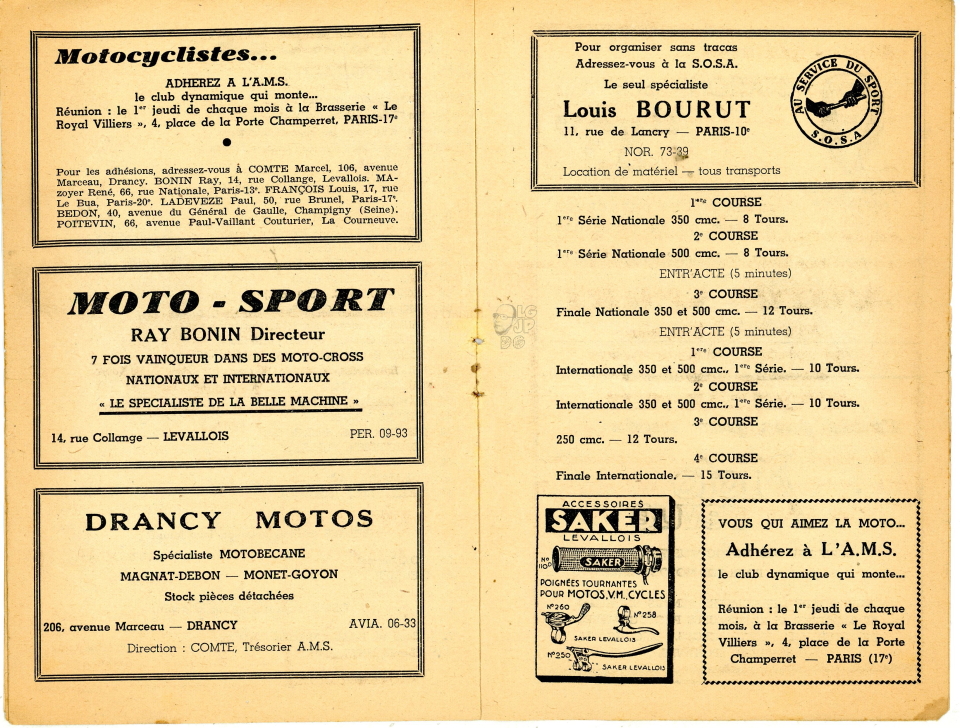 Motocyclistes...
ADHEREZ A L'A.M.S.
le club dynamique qui monte...
Réunion : le 1er jeudi de chaque mois à la Brasserie « Le
Royal Villiers », 4, place de la Porte Champerret, PARIS-17e
Pour les adhésions, adressez-vous à COMTE Marcel, 106, avenue
Marceau, Drancy. BONIN Ray, 14, rue Collange, Levallois. MA-
zoyer René, 66, rue Nationale, Paris-13e. FRANÇOIS Louis, 17, rue
Le Bua, Paris-20e. LADEVEZE Paul, 50, rue Brunel, Paris-17e.
BEDON, 40, avenue du Général de Gaulle, Champigny (Seine).
POITEVIN, 66, avenue Paul-Vaillant Couturier, La Courneuve.
MOTO - SPORT
RAY BONIN Directeur
7 FOIS VAINQUEUR DANS DES MOTO-CROSS
NATIONAUX ET INTERNATIONAUX
« LE SPECIALISTE DE LA BELLE MACHINE »
14, rue Collange — LEVALLOIS PER. 09-93
DRANCY MOTOS
Spécialiste MOTOBECANE
MAGNAT-DEBON — MONET-GOYON
Stock pièces détachées
206, avenue Marceau — DRANCY AVIA. 06-33
Direction : COMTE, Trésorier A.M.S.
Pour organiser sans tracas
Adressez-vous à la S.O.S.A.
Le seul spécialiste
Louis BOURUT
11, rue de Lancry — PARIS-10e
NOR. 73-39
Location de matériel — tous transports
AU SERVICE DU SPORT
S.O.S.A
1ere COURSE
1ere Série Nationale 350 cmc. — 8 Tours.
2e COURSE
1ere Série Nationale 500 cmc. — 8 Tours.
ENTR'ACTE (5 minutes)
3e COURSE
Finale Nationale 350 et 500 cmc. — 12 Tours.
ENTR'ACTE (5 minutes)
1ere COURSE
Internationale 350 et 500 cmc., 1ere Série. — 10 Tours.
2e COURSE
Internationale 350 et 500 cmc., 1ere Série. — 10 Tours.
3e COURSE
250 cmc. — 12 Tours.
4e COURSE
Finale Internationale. — 15 Tours.
ACCESSOIRES
SAKER
LEVALLOIS
No 1100
SAKER
POIGNÉES TOURNANTES
POUR MOTOS, V.M., CYCLES
No 260
No 258
SAKER LEVALLOIS
No 250
SAKER LEVALLOIS
VOUS QUI AIMEZ LA MOTO...
Adhérez à L'A.M.S.
le club dynamique qui monte...
Réunion : le 1er jeudi de chaque
mois, à la Brasserie « Le Royal
Villiers », 4, place de la Porte
Champerret — PARIS (17e)